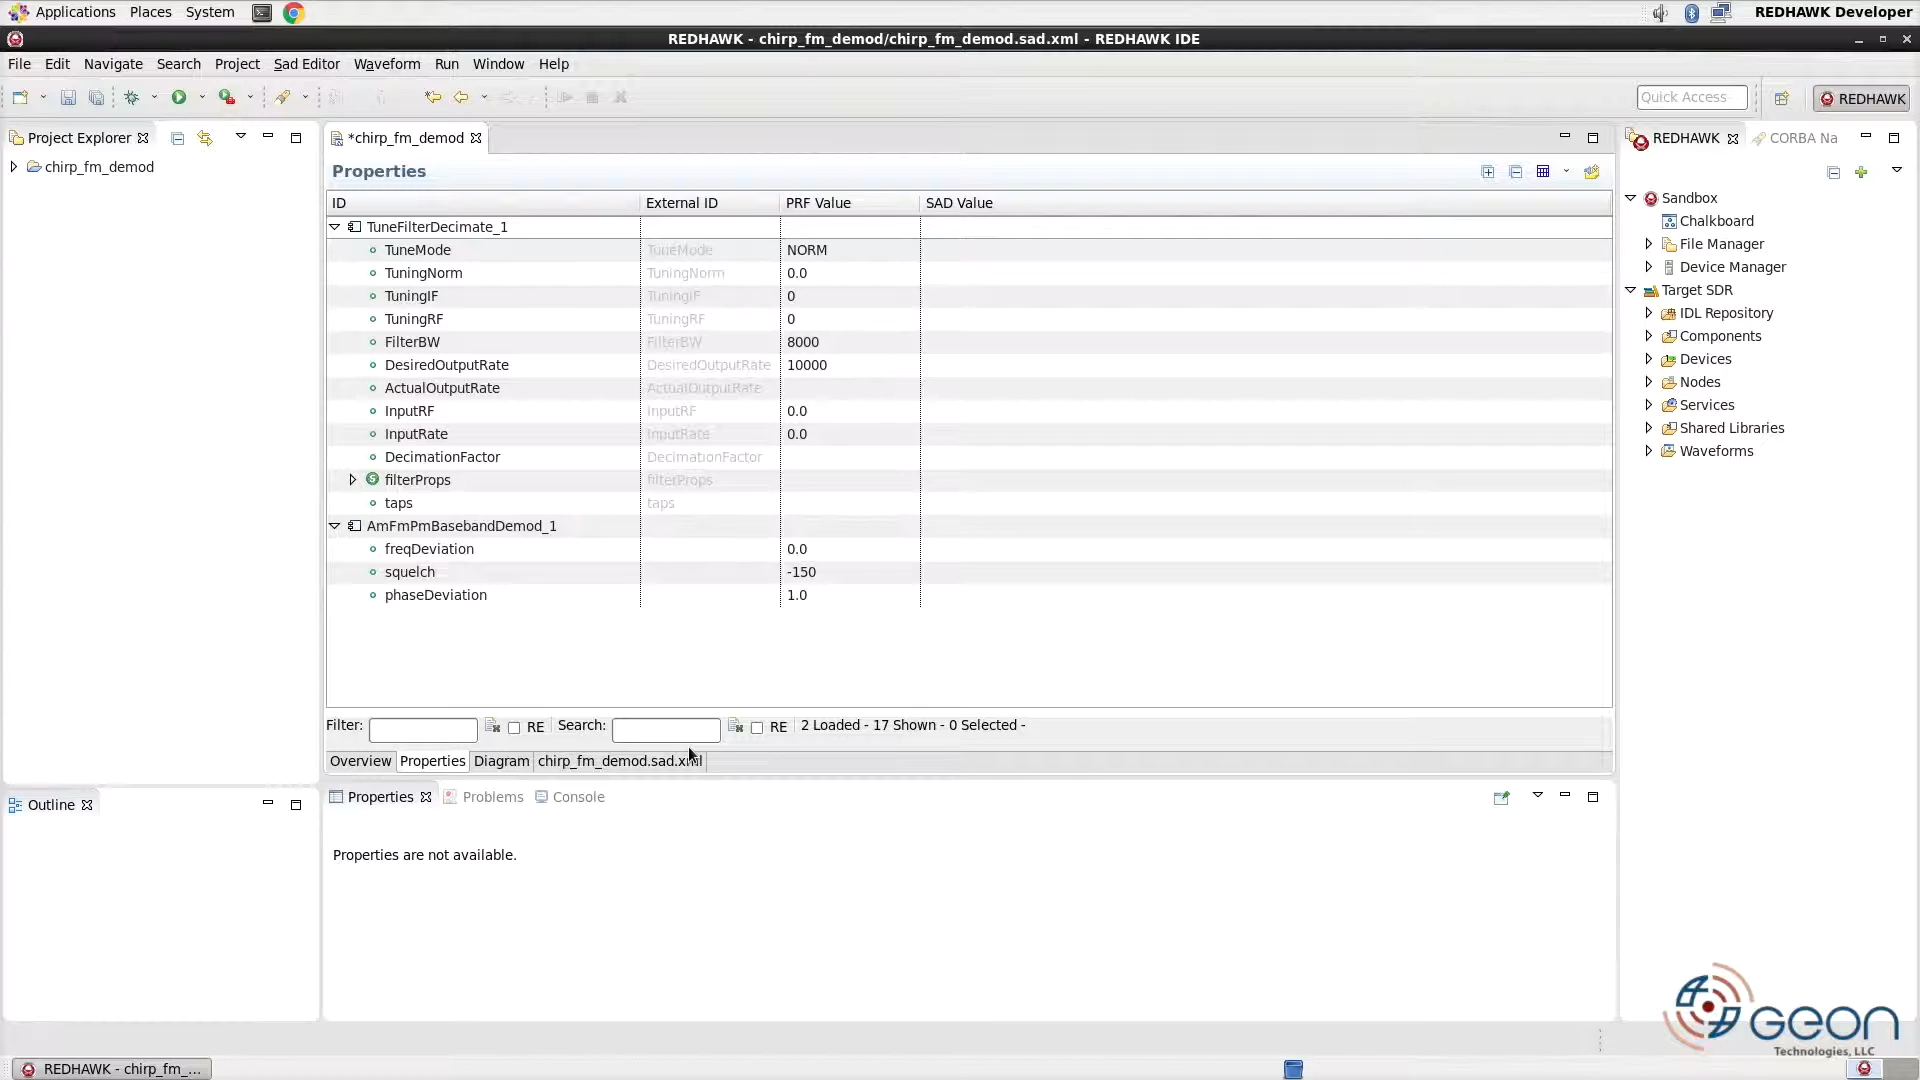 Applications Places System REDHAWK Developer
REDHAWK - chirp_fm_demod/chirp_fm_demod.sad.xml - REDHAWK IDE
File Edit Navigate Search Project Sad Editor Waveform Run Window Help
Quick Access REDHAWK
Project Explorer
chirp_fm_demod
*chirp_fm_demod
Properties
ID External ID PRF Value SAD Value
TuneFilterDecimate_1
TuneMode TuneMode NORM
TuningNorm TuningNorm 0.0
TuningIF TuningIF 0
TuningRF TuningRF 0
FilterBW FilterBW 8000
DesiredOutputRate DesiredOutputRate 10000
ActualOutputRate ActualOutputRate
InputRF InputRF 0.0
InputRate InputRate 0.0
DecimationFactor DecimationFactor
filterProps filterProps
taps taps
AmFmPmBasebandDemod_1
freqDeviation 0.0
squelch -150
phaseDeviation 1.0
Filter: RE Search: RE 2 Loaded - 17 Shown - 0 Selected -
Overview Properties Diagram chirp_fm_demod.sad.xml
REDHAWK CORBA Na
Sandbox
Chalkboard
File Manager
Device Manager
Target SDR
IDL Repository
Components
Devices
Nodes
Services
Shared Libraries
Waveforms
Outline
Properties Problems Console
Properties are not available.
GEON
Technologies, LLC
REDHAWK - chirp_fm_...